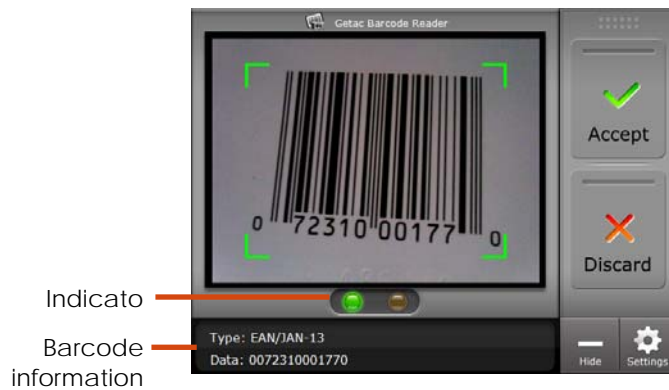 Getac Barcode Reader
Accept
0 72310 00177 0
Discard
Indicato
Type: EAN/JAN-13
Barcode
information
Data: 0072310001770
Hide
Settings